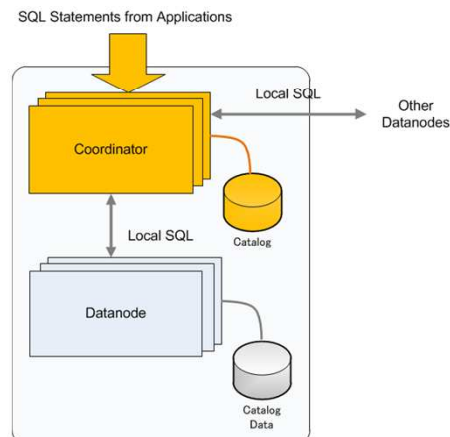 SQL Statements from Applications
Local SQL
Other
Datanodes
Coordinator
Catalog
Local SQL
Datanode
Catalog
Data